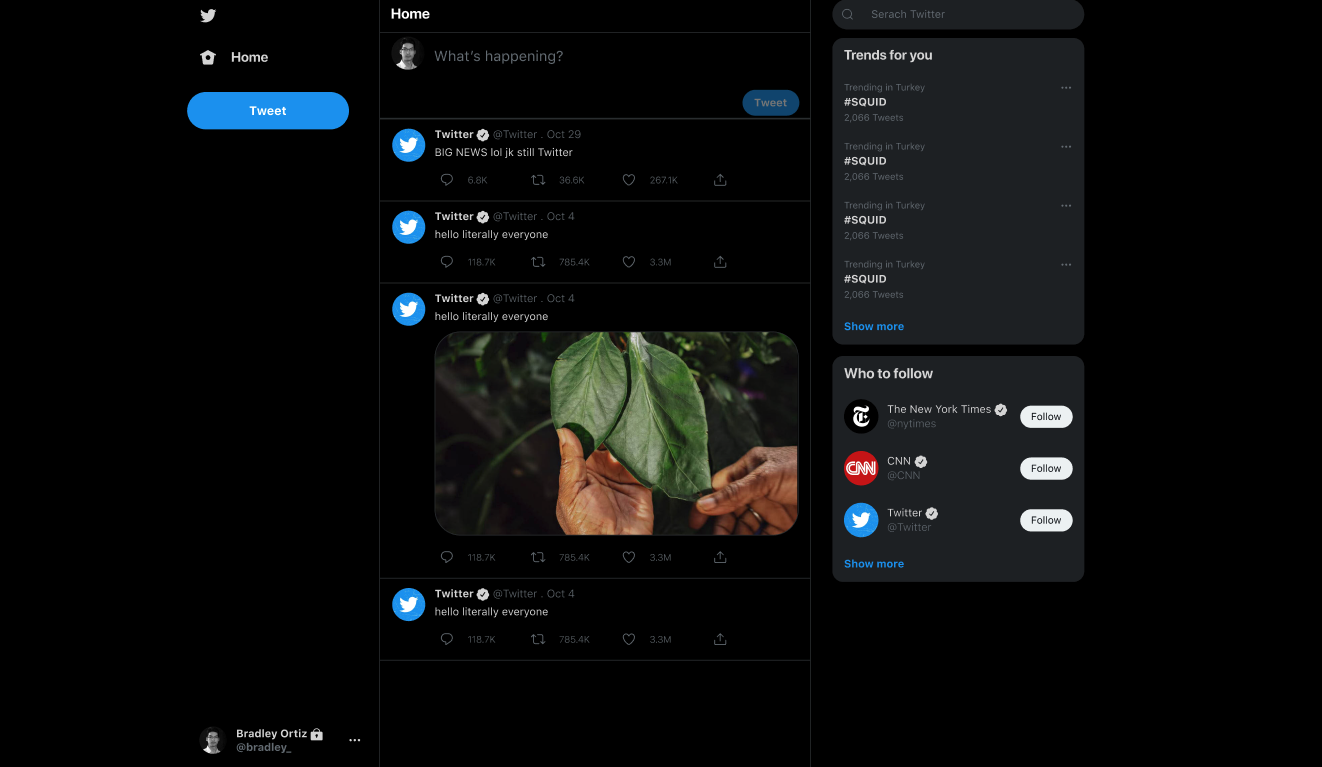 Home
Tweet
Bradley Ortiz
@bradley_
Home
What's happening?
Tweet
Twitter @Twitter . Oct 29
BIG NEWS lol jk still Twitter
6.8K 36.6K 267.1K
Twitter @Twitter . Oct 4
hello literally everyone
118.7K 785.4K 3.3M
Twitter @Twitter . Oct 4
hello literally everyone
118.7K 785.4K 3.3M
Twitter @Twitter . Oct 4
hello literally everyone
118.7K 785.4K 3.3M
Serach Twitter
Trends for you
Trending in Turkey
#SQUID
2,066 Tweets
Trending in Turkey
#SQUID
2,066 Tweets
Trending in Turkey
#SQUID
2,066 Tweets
Trending in Turkey
#SQUID
2,066 Tweets
Show more
Who to follow
The New York Times
@nytimes
Follow
CNN
CNN
@CNN
Follow
Twitter
@Twitter
Follow
Show more